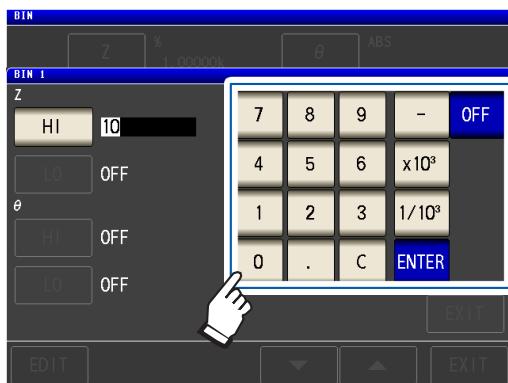 BIN
Z % 1.00000k θ ABS
BIN 1
Z
HI 10
LO OFF
θ
HI OFF
LO OFF
7 8 9 - OFF
4 5 6 x10³
1 2 3 1/10³
0 . C ENTER
EXIT
EDIT EXIT